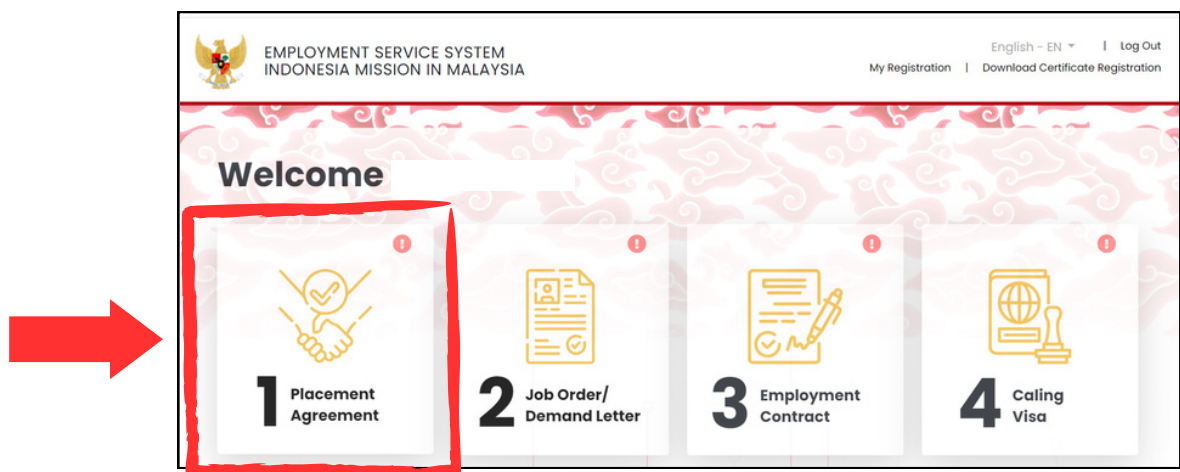 EMPLOYMENT SERVICE SYSTEM
INDONESIA MISSION IN MALAYSIA
English - EN | Log Out
My Registration | Download Certificate Registration
Welcome
1 Placement
Agreement
2 Job Order/
Demand Letter
3 Employment
Contract
4 Caling
Visa